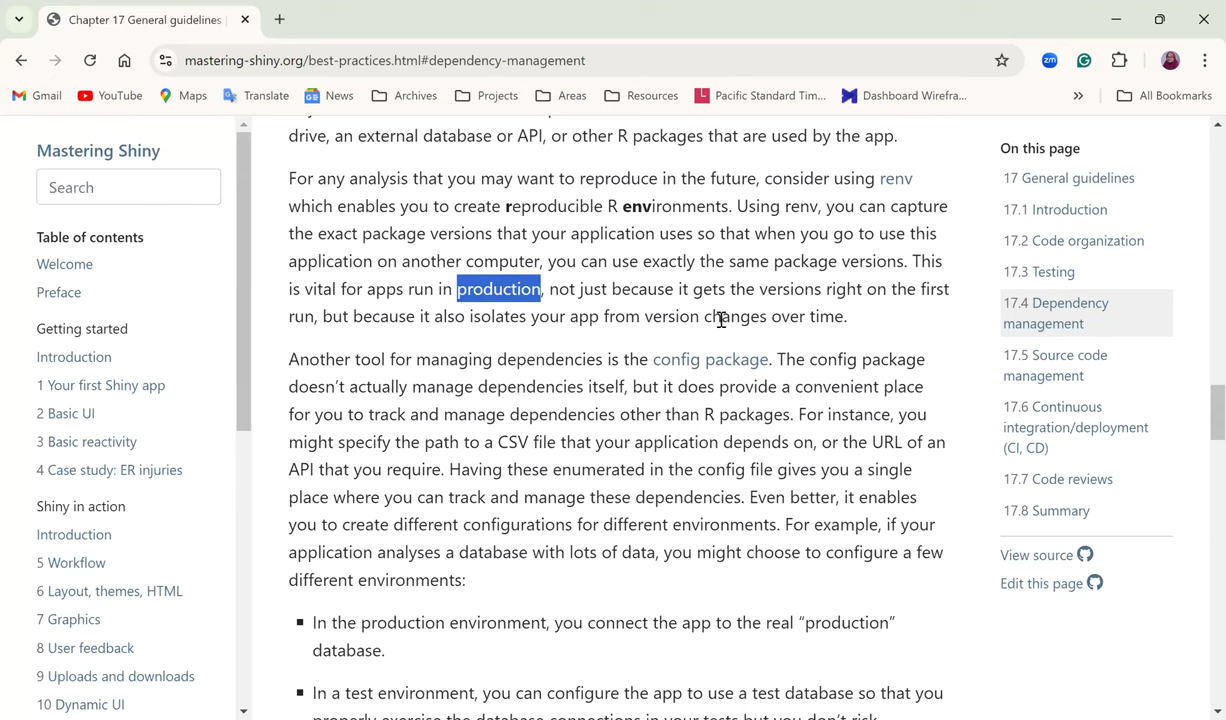 Chapter 17 General guidelines
mastering-shiny.org/best-practices.html#dependency-management
zm
Gmail
YouTube
Maps
Translate
News
Archives
Projects
Areas
Resources
Pacific Standard Tim...
Dashboard Wirefra...
»
All Bookmarks
Mastering Shiny
Search
Table of contents
Welcome
Preface
Getting started
Introduction
1 Your first Shiny app
2 Basic UI
3 Basic reactivity
4 Case study: ER injuries
Shiny in action
Introduction
5 Workflow
6 Layout, themes, HTML
7 Graphics
8 User feedback
9 Uploads and downloads
10 Dynamic UI
drive, an external database or API, or other R packages that are used by the app.
For any analysis that you may want to reproduce in the future, consider using renv
which enables you to create reproducible R environments. Using renv, you can capture
the exact package versions that your application uses so that when you go to use this
application on another computer, you can use exactly the same package versions. This
is vital for apps run in production, not just because it gets the versions right on the first
run, but because it also isolates your app from version changes over time.
Another tool for managing dependencies is the config package. The config package
doesn't actually manage dependencies itself, but it does provide a convenient place
for you to track and manage dependencies other than R packages. For instance, you
might specify the path to a CSV file that your application depends on, or the URL of an
API that you require. Having these enumerated in the config file gives you a single
place where you can track and manage these dependencies. Even better, it enables
you to create different configurations for different environments. For example, if your
application analyses a database with lots of data, you might choose to configure a few
different environments:
▪ In the production environment, you connect the app to the real “production”
database.
▪ In a test environment, you can configure the app to use a test database so that you
properly exercise the database connections in your tests but you don't risk
On this page
17 General guidelines
17.1 Introduction
17.2 Code organization
17.3 Testing
17.4 Dependency
management
17.5 Source code
management
17.6 Continuous
integration/deployment
(CI, CD)
17.7 Code reviews
17.8 Summary
View source
Edit this page